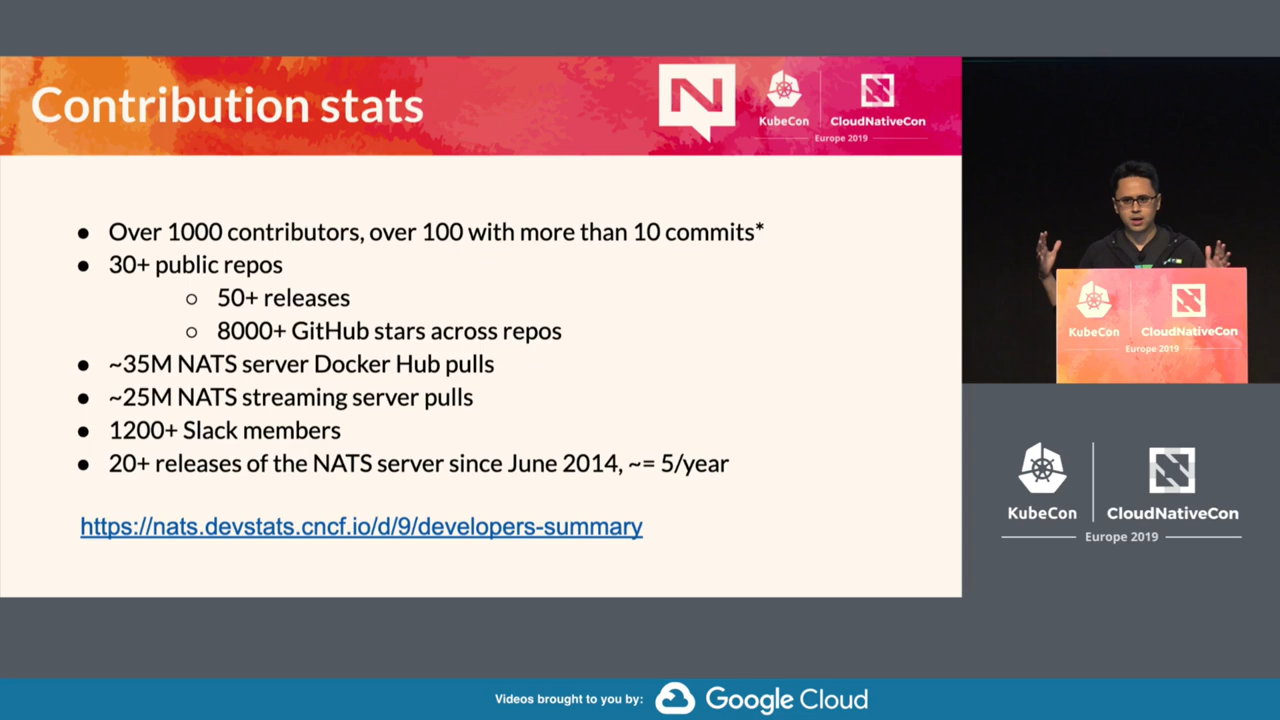 Contribution stats
N
KubeCon
CloudNativeCon
Europe 2019
● Over 1000 contributors, over 100 with more than 10 commits*
● 30+ public repos
○ 50+ releases
○ 8000+ GitHub stars across repos
● ~35M NATS server Docker Hub pulls
● ~25M NATS streaming server pulls
● 1200+ Slack members
● 20+ releases of the NATS server since June 2014, ~= 5/year
https://nats.devstats.cncf.io/d/9/developers-summary
KubeCon
CloudNativeCon
Europe 2019
KubeCon
CloudNativeCon
Europe 2019
Videos brought to you by:
Google Cloud